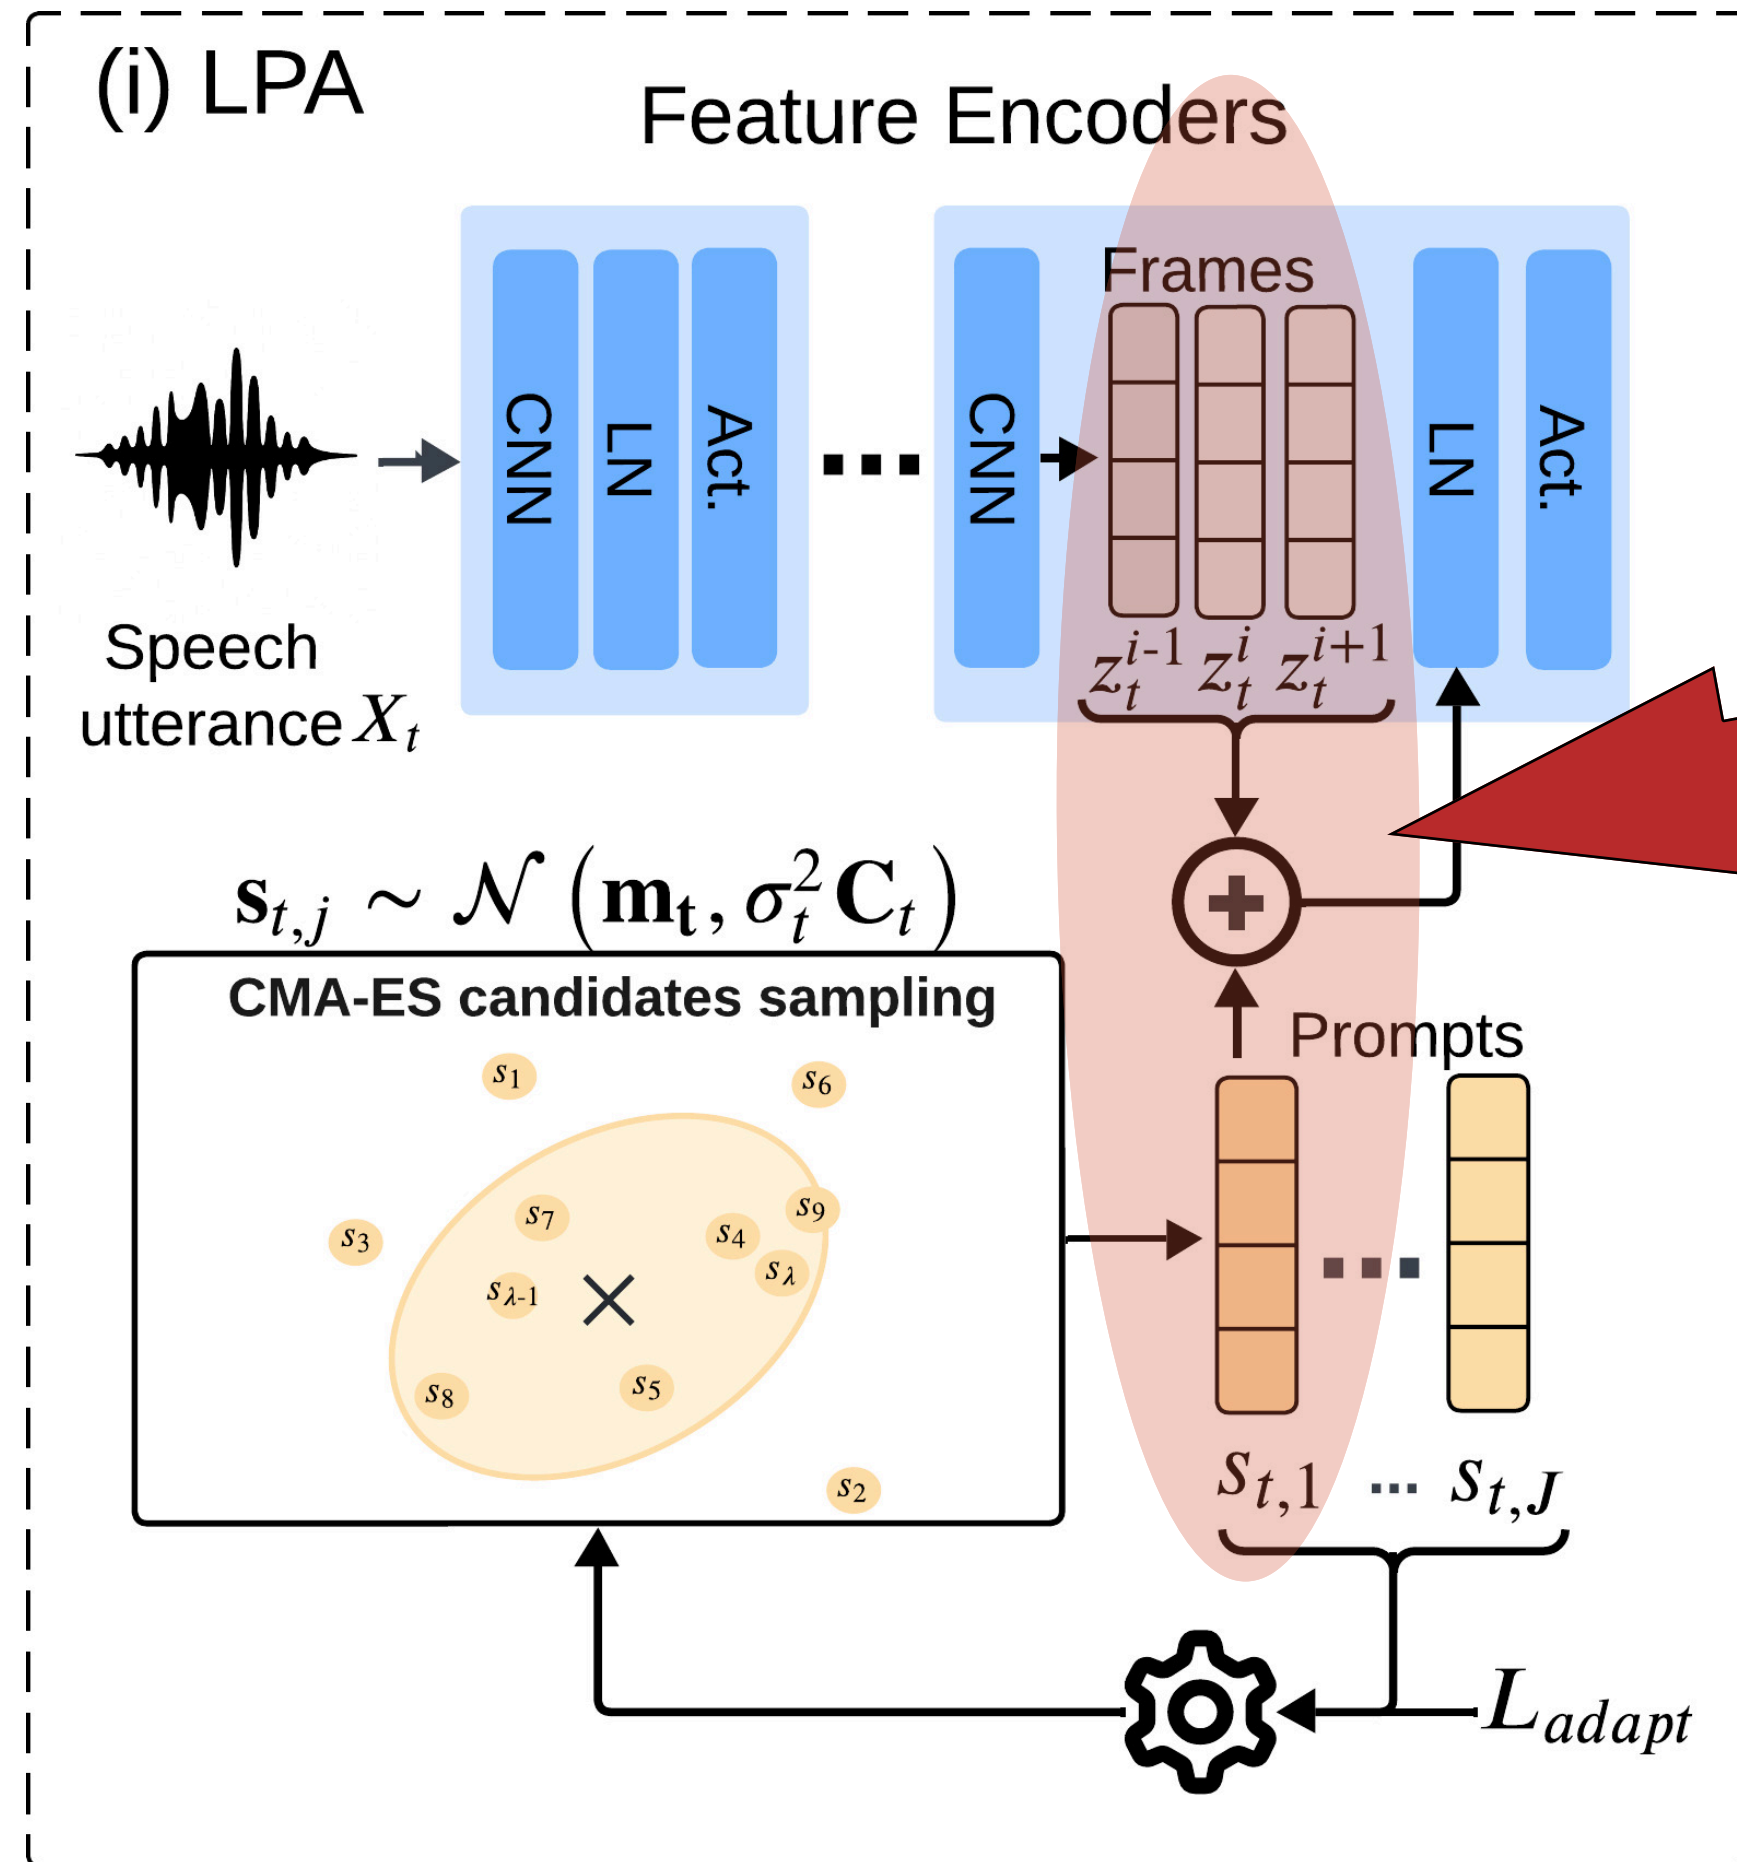 (i) LPA
Feature Encoders
Frames
CNN
LN
Act.
...
CNN
LN
Act.
z_t^{i-1} z_t^i z_t^{i+1}
Speech
utterance X_t
+
s_{t,j} ~ 𝒩 (m_t, σ_t^2 C_t)
CMA-ES candidates sampling
Prompts
s_1
s_6
s_7
s_9
s_3
s_4
s_λ
s_{λ-1}
s_8
s_5
s_2
...
s_{t,1} ... s_{t,J}
L_{adapt}